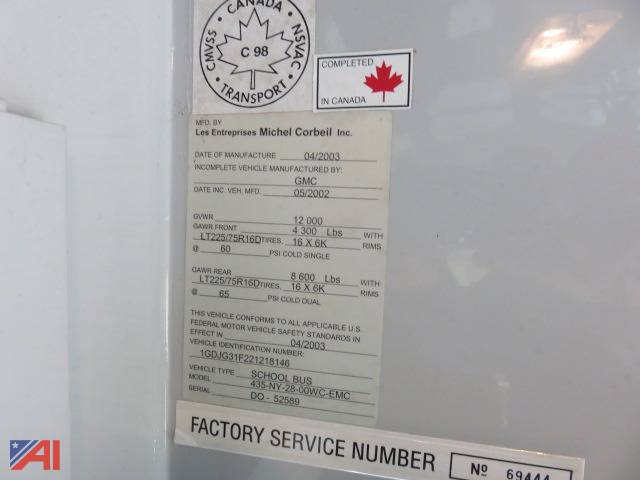 CANADA
CMVSS
NSVAC
C 98
TRANSPORT
COMPLETED
IN CANADA
MFD. BY
Les Entreprises Michel Corbeil Inc.
DATE OF MANUFACTURE 04/2003
INCOMPLETE VEHICLE MANUFACTURED BY:
GMC
DATE INC. VEH. MFD. 05/2002
GVWR 12 000
GAWR FRONT 4 300 Lbs WITH
LT225/75R16D TIRES, 16 X 6K RIMS
@ 60 PSI COLD SINGLE
GAWR REAR 8 600 Lbs WITH
LT225/75R16D TIRES, 16 X 6K RIMS
@ 65 PSI COLD DUAL
THIS VEHICLE CONFORMS TO ALL APPLICABLE U.S.
FEDERAL MOTOR VEHICLE SAFETY STANDARDS IN
EFFECT IN 04/2003
VEHICLE IDENTIFICATION NUMBER:
1GDJG31F221218146
VEHICLE TYPE SCHOOL BUS
MODEL 435-NY-28-00WC-EMC
SERIAL DO - 52589
FACTORY SERVICE NUMBER
No 69444
AI